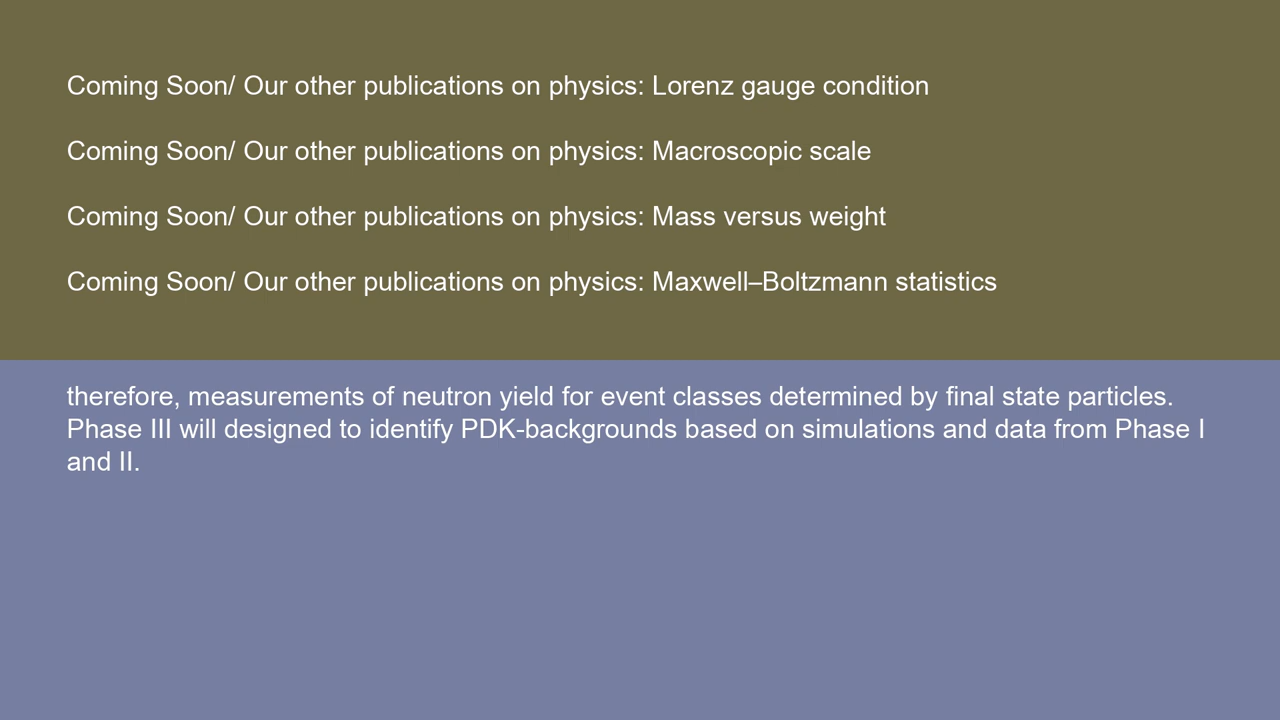 Coming Soon/ Our other publications on physics: Lorenz gauge condition
Coming Soon/ Our other publications on physics: Macroscopic scale
Coming Soon/ Our other publications on physics: Mass versus weight
Coming Soon/ Our other publications on physics: Maxwell–Boltzmann statistics
therefore, measurements of neutron yield for event classes determined by final state particles.
Phase III will designed to identify PDK-backgrounds based on simulations and data from Phase I
and II.